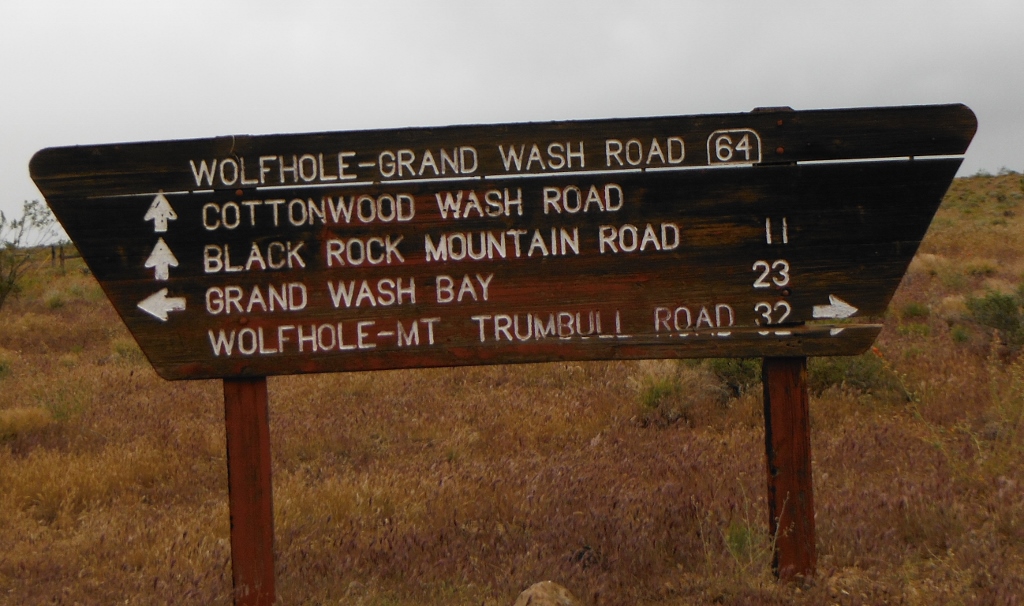 WOLFHOLE-GRAND WASH ROAD 64
COTTONWOOD WASH ROAD
BLACK ROCK MOUNTAIN ROAD 11
GRAND WASH BAY 23
WOLFHOLE-MT TRUMBULL ROAD 32